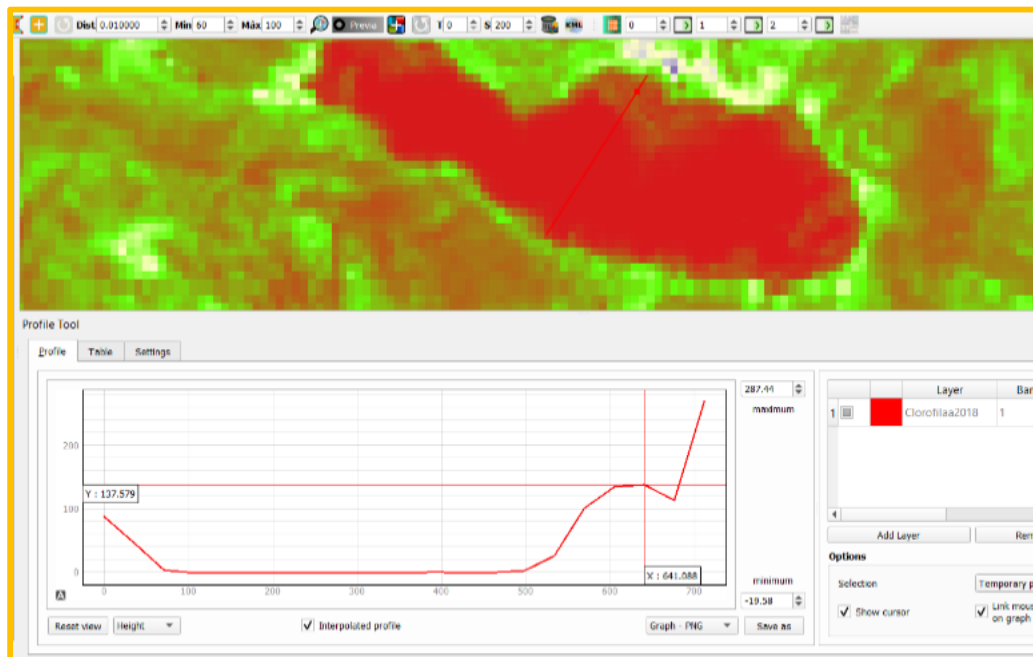 Dist 0.010000 Min 60 Máx 100 Previa T 0 S 200 KML 0 1 2
Profile Tool
Profile Table Settings
287.44
maximum
Layer
1 Clorofilaa2018 1
200
Y : 137.579
100
0
X : 641.088
0 100 200 300 400 500 600 700
minimum
-19.58
Add Layer
Options
Selection Temporary
Show cursor
on graph
Reset view Height Interpolated profile Graph - PNG Save as